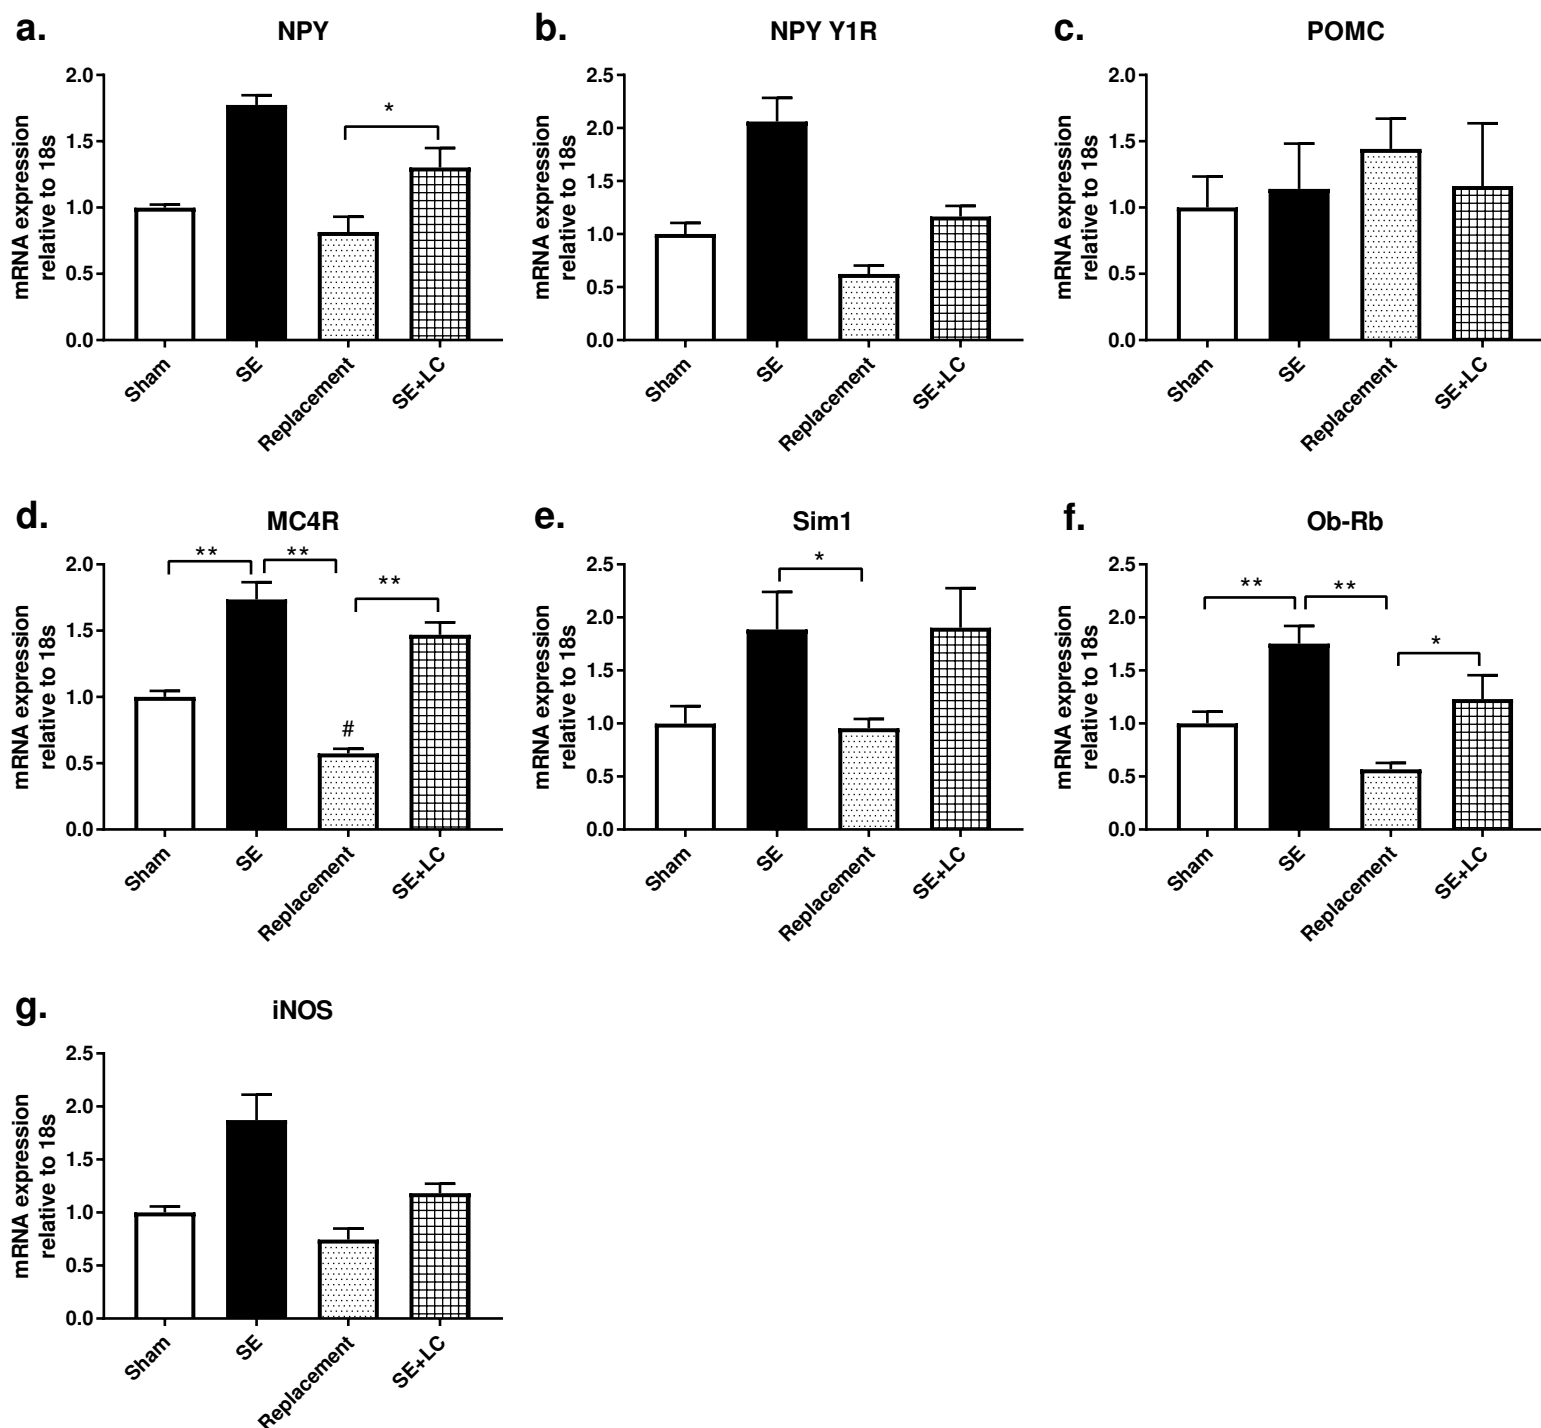 a.
NPY
mRNA expression
relative to 18s
2.0
1.5
1.0
0.5
0.0
*
Sham
SE
Replacement
SE+LC
b.
NPY Y1R
mRNA expression
relative to 18s
2.5
2.0
1.5
1.0
0.5
0.0
Sham
SE
Replacement
SE+LC
c.
POMC
mRNA expression
relative to 18s
2.0
1.5
1.0
0.5
0.0
Sham
SE
Replacement
SE+LC
d.
MC4R
mRNA expression
relative to 18s
2.0
1.5
1.0
0.5
0.0
**
**
**
#
Sham
SE
Replacement
SE+LC
e.
Sim1
mRNA expression
relative to 18s
2.5
2.0
1.5
1.0
0.5
0.0
*
Sham
SE
Replacement
SE+LC
f.
Ob-Rb
mRNA expression
relative to 18s
2.5
2.0
1.5
1.0
0.5
0.0
**
**
*
Sham
SE
Replacement
SE+LC
g.
iNOS
mRNA expression
relative to 18s
2.5
2.0
1.5
1.0
0.5
0.0
Sham
SE
Replacement
SE+LC